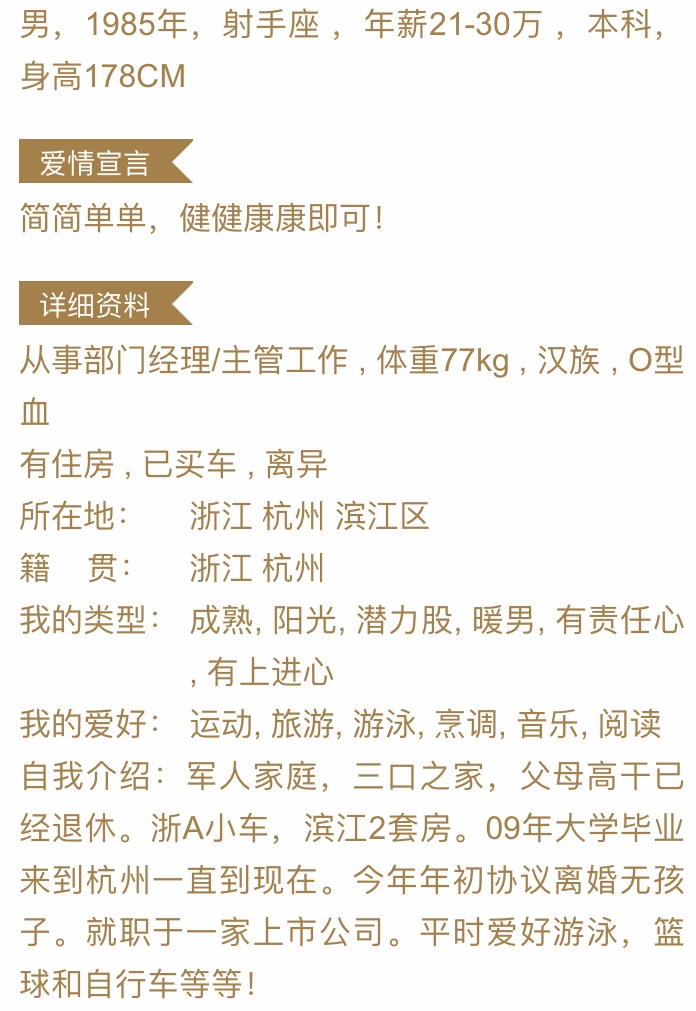 男，1985年，射手座 ，年薪21-30万 ，本科，
身高178CM
爱情宣言
简简单单，健健康康即可！
详细资料
从事部门经理/主管工作 , 体重77kg , 汉族 , O型
血
有住房 , 已买车 , 离异
所在地： 浙江 杭州 滨江区
籍 贯： 浙江 杭州
我的类型： 成熟, 阳光, 潜力股, 暖男, 有责任心
, 有上进心
我的爱好： 运动, 旅游, 游泳, 烹调, 音乐, 阅读
自我介绍：军人家庭，三口之家，父母高干已
经退休。浙A小车，滨江2套房。09年大学毕业
来到杭州一直到现在。今年年初协议离婚无孩
子。就职于一家上市公司。平时爱好游泳，篮
球和自行车等等！